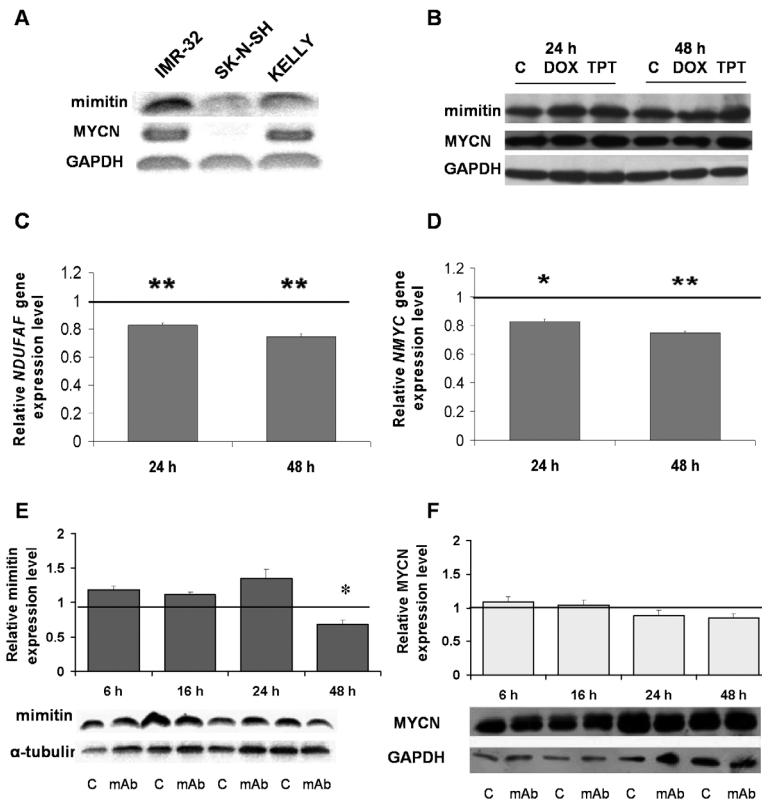 A
IMR-32 SK-N-SH KELLY
mimitin
MYCN
GAPDH
B
24 h 48 h
C DOX TPT C DOX TPT
mimitin
MYCN
GAPDH
C
Relative NDUFAF gene
expression level
1.2
1
0.8
0.6
0.4
0.2
0
** **
24 h 48 h
D
Relative NMYC gene
expression level
1.2
1
0.8
0.6
0.4
0.2
0
* **
24 h 48 h
E
Relative mimitin
expression level
2
1.5
1
0.5
0
*
6 h 16 h 24 h 48 h
mimitin
α-tubulin
C mAb C mAb C mAb C mAb
F
Relative MYCN
expression level
2
1.5
1
0.5
0
6 h 16 h 24 h 48 h
MYCN
GAPDH
C mAb C mAb C mAb C mAb